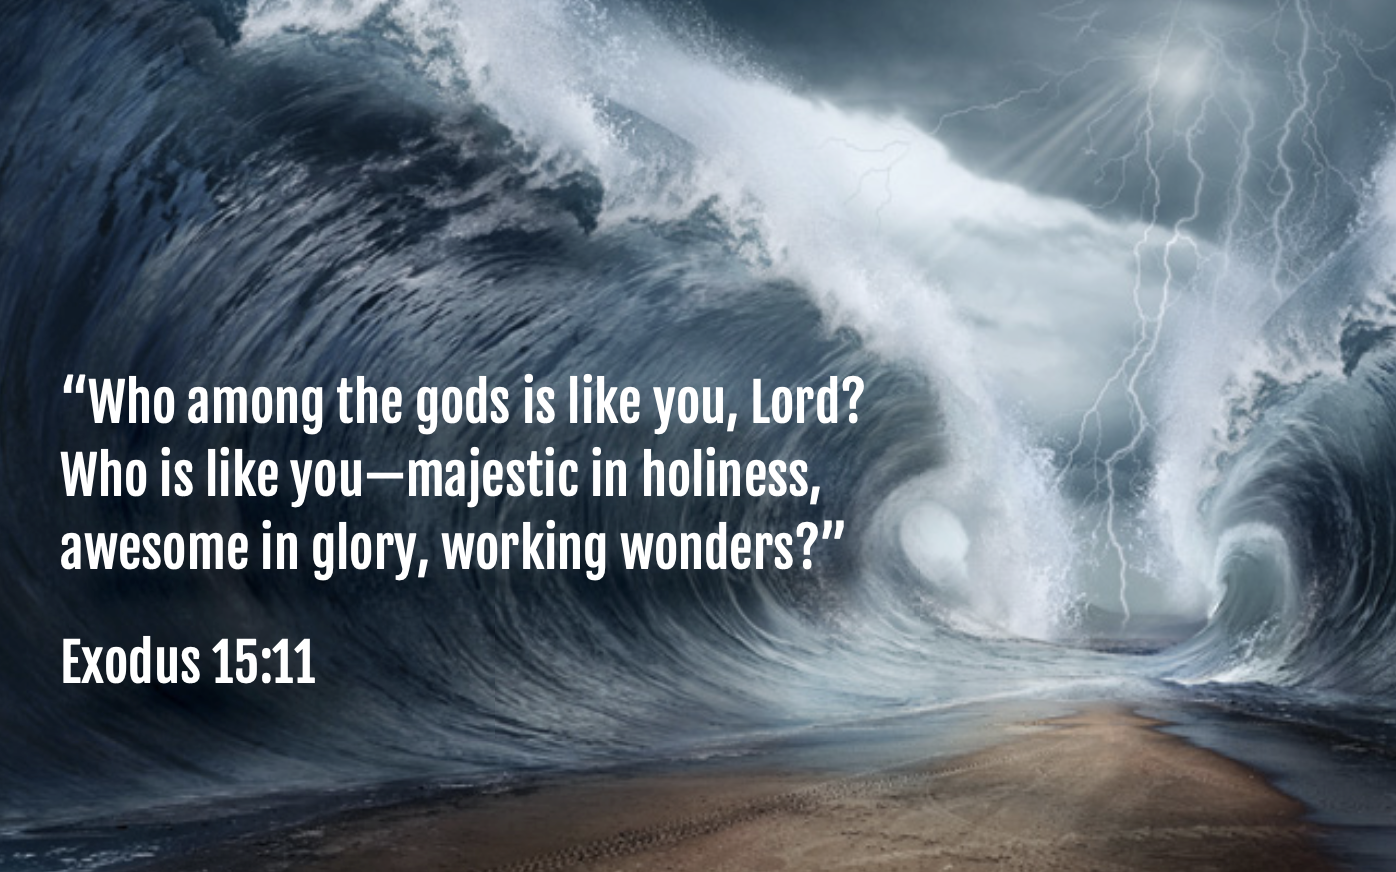 “Who among the gods is like you, Lord?
Who is like you—majestic in holiness,
awesome in glory, working wonders?”
Exodus 15:11